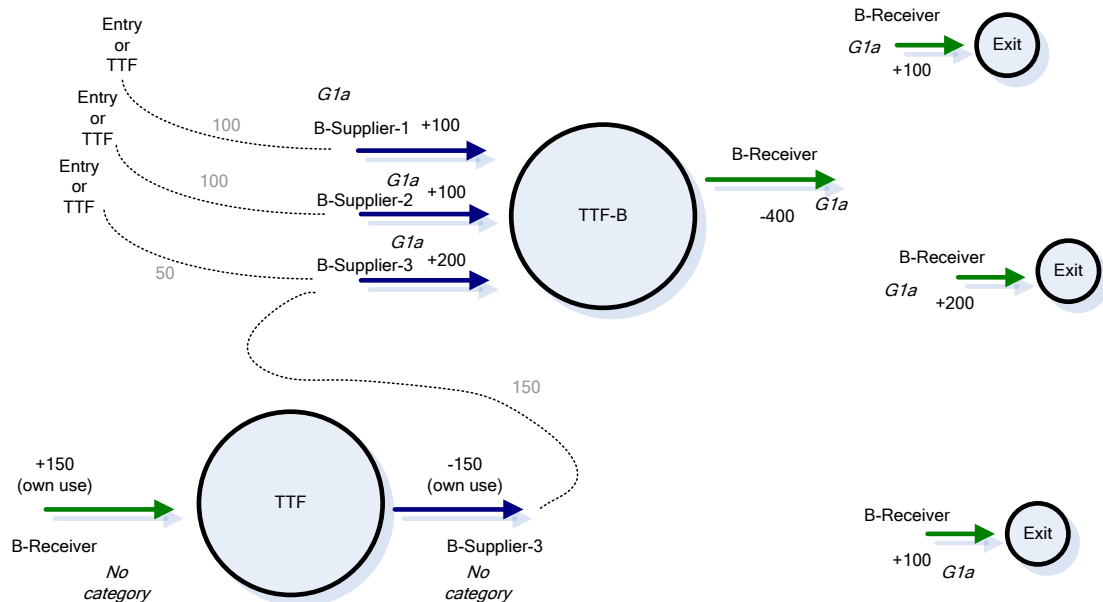 Entry
or
TTF
Entry
or
TTF
Entry
or
TTF
100
100
50
G1a
B-Supplier-1 +100
G1a
B-Supplier-2 +100
G1a
B-Supplier-3 +200
TTF-B
B-Receiver
-400
G1a
B-Receiver
G1a
+100
Exit
B-Receiver
G1a
+200
Exit
150
+150
(own use)
B-Receiver
No
category
TTF
-150
(own use)
B-Supplier-3
No
category
B-Receiver
+100
G1a
Exit